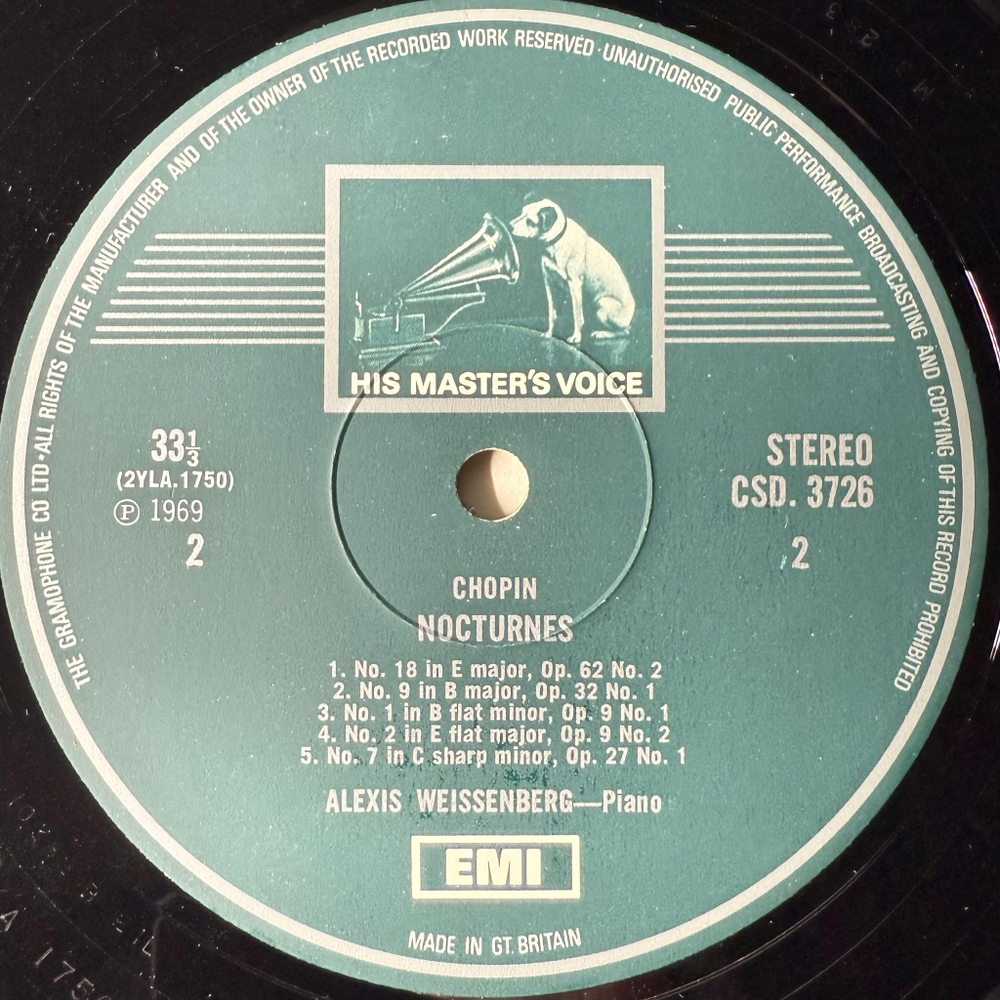 THE GRAMOPHONE CO LTD·ALL RIGHTS OF THE MANUFACTURER AND OF THE OWNER OF THE RECORDED WORK RESERVED·UNAUTHORISED PUBLIC PERFORMANCE BROADCASTING AND COPYING OF THIS RECORD PROHIBITED
HIS MASTER'S VOICE
33⅓
(2YLA.1750)
℗ 1969
2
STEREO
CSD. 3726
2
CHOPIN
NOCTURNES
1. No. 18 in E major, Op. 62 No. 2
2. No. 9 in B major, Op. 32 No. 1
3. No. 1 in B flat minor, Op. 9 No. 1
4. No. 2 in E flat major, Op. 9 No. 2
5. No. 7 in C sharp minor, Op. 27 No. 1
ALEXIS WEISSENBERG—Piano
EMI
MADE IN GT. BRITAIN